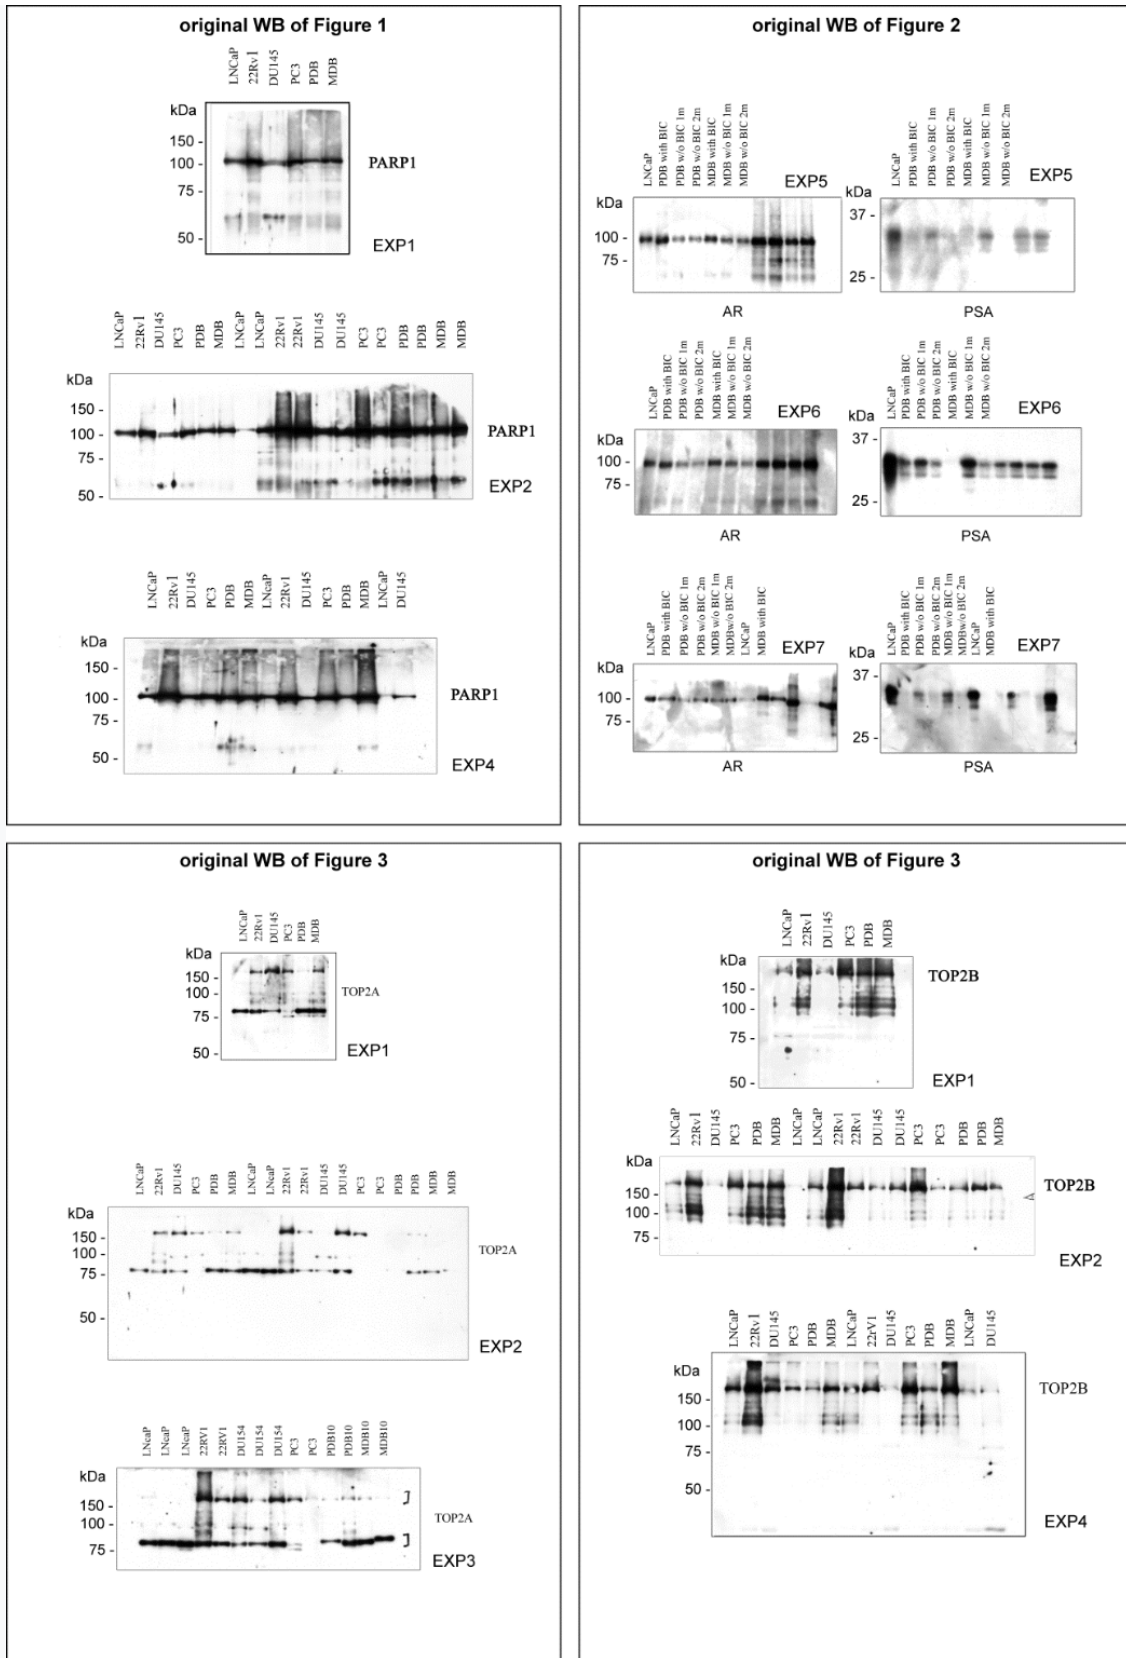 original WB of Figure 1
LNCaP 22Rv1 DU145 PC3 PDB MDB
kDa
150 -
100 -
75 -
50 -
PARP1
EXP1
LNCaP 22Rv1 DU145 PC3 PDB MDB LNCaP LNCaP 22Rv1 22Rv1 DU145 DU145 PC3 PC3 PDB PDB MDB MDB
kDa
150 -
100 -
75 -
50 -
PARP1
EXP2
LNCaP 22Rv1 DU145 PC3 PDB MDB LNcaP 22Rv1 DU145 PC3 PDB MDB LNCaP DU145
kDa
150 -
100 -
75 -
50 -
PARP1
EXP4
original WB of Figure 2
LNCaP
PDB with BIC
PDB w/o BIC 1m
PDB w/o BIC 2m
MDB with BIC
MDB w/o BIC 1m
MDB w/o BIC 2m
EXP5
kDa
100 -
75 -
AR
LNCaP
PDB with BIC
PDB w/o BIC 1m
PDB w/o BIC 2m
MDB with BIC
MDB w/o BIC 1m
MDB w/o BIC 2m
EXP5
kDa
37 -
25 -
PSA
LNCaP
PDB with BIC
PDB w/o BIC 1m
PDB w/o BIC 2m
MDB with BIC
MDB w/o BIC 1m
MDB w/o BIC 2m
EXP6
kDa
100 -
75 -
AR
LNCaP
PDB with BIC
PDB w/o BIC 1m
PDB w/o BIC 2m
MDB with BIC
MDB w/o BIC 1m
MDB w/o BIC 2m
EXP6
kDa
37 -
25 -
PSA
LNCaP
PDB with BIC
PDB w/o BIC 1m
PDB w/o BIC 2m
MDB w/o BIC 1m
MDBw/o BIC 2m
LNCaP
MDB with BIC
EXP7
kDa
100 -
75 -
AR
LNCaP
PDB with BIC
PDB w/o BIC 1m
PDB w/o BIC 2m
MDB w/o BIC 1m
MDBw/o BIC 2m
LNCaP
MDB with BIC
EXP7
kDa
37 -
25 -
PSA
original WB of Figure 3
LNCaP 22Rv1 DU145 PC3 PDB MDB
kDa
150 -
100 -
75 -
50 -
TOP2A
EXP1
LNCaP 22Rv1 DU145 PC3 PDB MDB LNCaP LNcaP 22Rv1 22Rv1 DU145 DU145 PC3 PC3 PDB PDB MDB MDB
kDa
150 -
100 -
75 -
50 -
TOP2A
EXP2
LNcaP LNcaP LNcaP 22RV1 22RV1 DU154 DU154 DU154 PC3 PC3 PDB10 PDB10 MDB10 MDB10
kDa
150 -
100 -
75 -
TOP2A
EXP3
original WB of Figure 3
LNCaP 22Rv1 DU145 PC3 PDB MDB
kDa
150 -
100 -
75 -
50 -
TOP2B
EXP1
LNCaP 22Rv1 DU145 PC3 PDB MDB LNCaP LNCaP 22Rv1 22Rv1 DU145 DU145 PC3 PC3 PDB PDB MDB
kDa
150 -
100 -
75 -
TOP2B
EXP2
LNCaP 22Rv1 DU145 PC3 PDB MDB LNCaP 22rV1 DU145 PC3 PDB MDB LNCaP DU145
kDa
150 -
100 -
50 -
TOP2B
EXP4